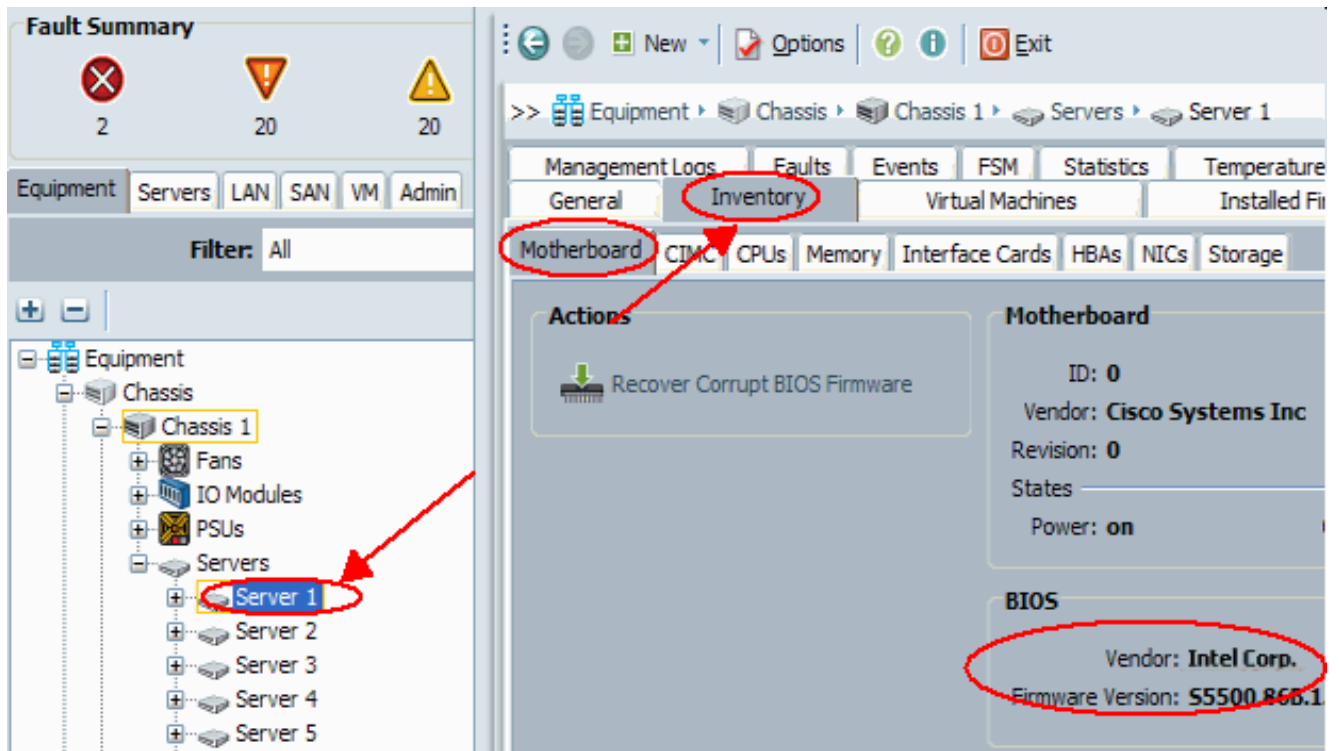 Fault Summary
2 20 20
Equipment Servers LAN SAN VM Admin
Filter: All
Equipment
Chassis
Chassis 1
Fans
IO Modules
PSUs
Servers
Server 1
Server 2
Server 3
Server 4
Server 5
New Options ? i Exit
>> Equipment Chassis Chassis 1 Servers Server 1
Management Logs Faults Events FSM Statistics Temperature
General Inventory Virtual Machines Installed Fi
Motherboard CIMC CPUs Memory Interface Cards HBAs NICs Storage
Actions
Recover Corrupt BIOS Firmware
Motherboard
ID: 0
Vendor: Cisco Systems Inc
Revision: 0
States
Power: on
BIOS
Vendor: Intel Corp.
Firmware Version: S5500.86B.1.